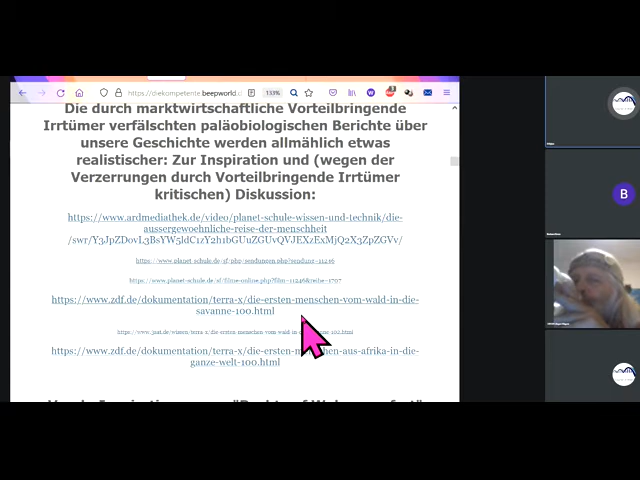 https://diekompetente.beepworld.c
133%
Die durch marktwirtschaftliche Vorteilbringende
Irrtümer verfälschten paläobiologischen Berichte über
unsere Geschichte werden allmählich etwas
realistischer: Zur Inspiration und (wegen der
Verzerrungen durch Vorteilbringende Irrtümer
kritischen) Diskussion:
https://www.ardmediathek.de/video/planet-schule-wissen-und-technik/die-
aussergewoehnliche-reise-der-menschheit
https://www.planet-schule.de/sf/php/sendungen.php?sendung=11246
https://www.planet-schule.de/sf/filme-online.php?film=11246&reihe=1707
https://www.zdf.de/dokumentation/terra-x/die-ersten-menschen-vom-wald-in-die-
savanne-100.html
https://www.zdf.de/dokumentation/terra-x/die-ersten-menschen-aus-afrika-in-die-
ganze-welt-100.html
B